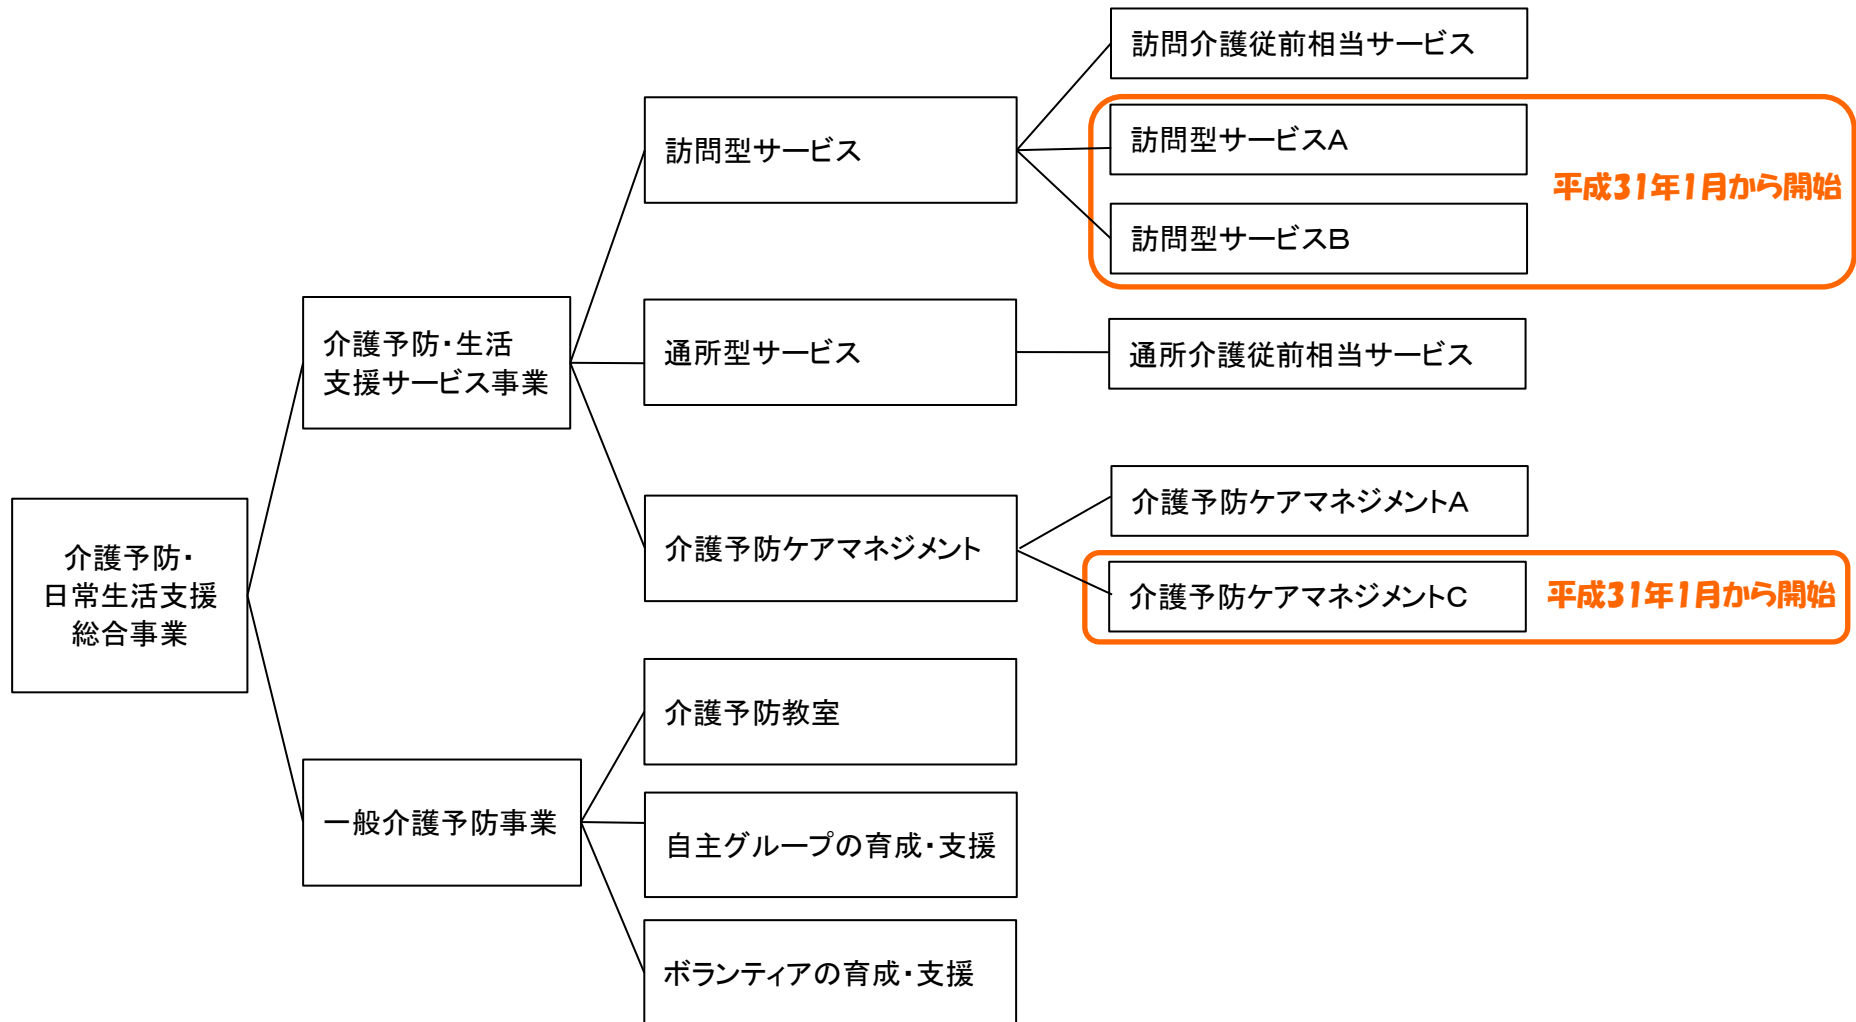 訪問介護従前相当サービス
訪問型サービス
訪問型サービスA
平成31年1月から開始
訪問型サービスB
介護予防・生活
支援サービス事業
通所型サービス
通所介護従前相当サービス
介護予防ケアマネジメントA
介護予防ケアマネジメント
介護予防・
日常生活支援
総合事業
介護予防ケアマネジメントC
平成31年1月から開始
介護予防教室
一般介護予防事業
自主グループの育成・支援
ボランティアの育成・支援